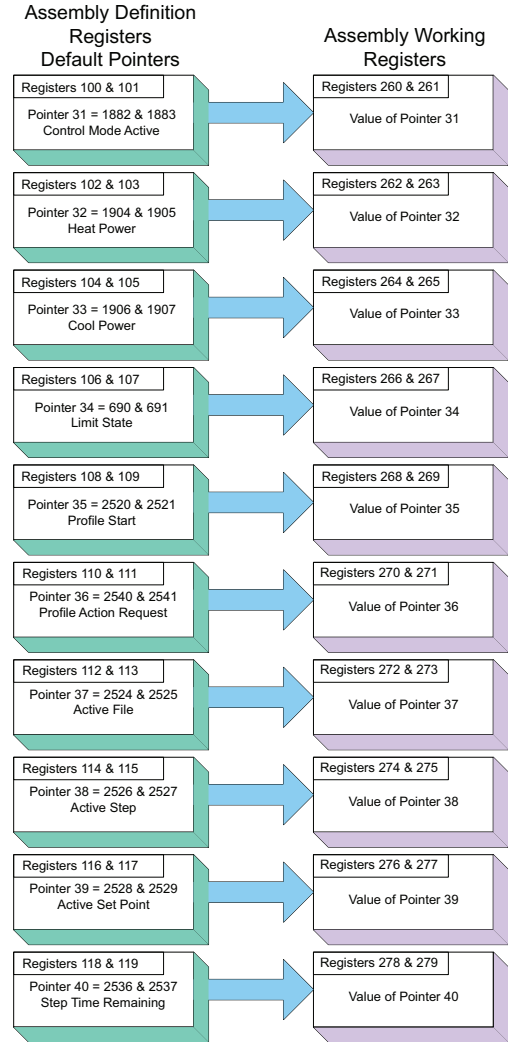 Assembly Definition
Registers
Default Pointers
Assembly Working
Registers
Registers 100 & 101
Pointer 31 = 1882 & 1883
Control Mode Active
Registers 260 & 261
Value of Pointer 31
Registers 102 & 103
Pointer 32 = 1904 & 1905
Heat Power
Registers 262 & 263
Value of Pointer 32
Registers 104 & 105
Pointer 33 = 1906 & 1907
Cool Power
Registers 264 & 265
Value of Pointer 33
Registers 106 & 107
Pointer 34 = 690 & 691
Limit State
Registers 266 & 267
Value of Pointer 34
Registers 108 & 109
Pointer 35 = 2520 & 2521
Profile Start
Registers 268 & 269
Value of Pointer 35
Registers 110 & 111
Pointer 36 = 2540 & 2541
Profile Action Request
Registers 270 & 271
Value of Pointer 36
Registers 112 & 113
Pointer 37 = 2524 & 2525
Active File
Registers 272 & 273
Value of Pointer 37
Registers 114 & 115
Pointer 38 = 2526 & 2527
Active Step
Registers 274 & 275
Value of Pointer 38
Registers 116 & 117
Pointer 39 = 2528 & 2529
Active Set Point
Registers 276 & 277
Value of Pointer 39
Registers 118 & 119
Pointer 40 = 2536 & 2537
Step Time Remaining
Registers 278 & 279
Value of Pointer 40